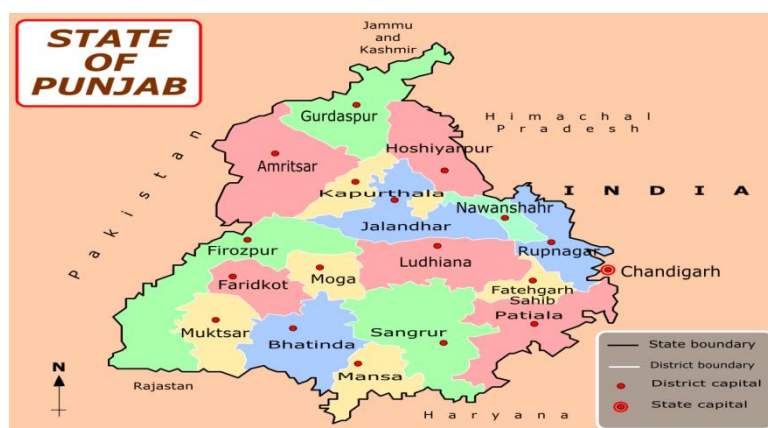 STATE
OF
PUNJAB
Jammu
and
Kashmir
Gurdaspur
Himachal
Pradesh
Hoshiyarpur
Amritsar
Pakistan
Kapurthala
INDIA
Nawanshahr
Jalandhar
Firozpur
Rupnagar
Ludhiana
Chandigarh
Faridkot
Moga
Fatehgarh
Sahib
Patiala
Muktsar
Bhatinda
Sangrur
Mansa
N
Rajastan
Haryana
State boundary
District boundary
District capital
State capital